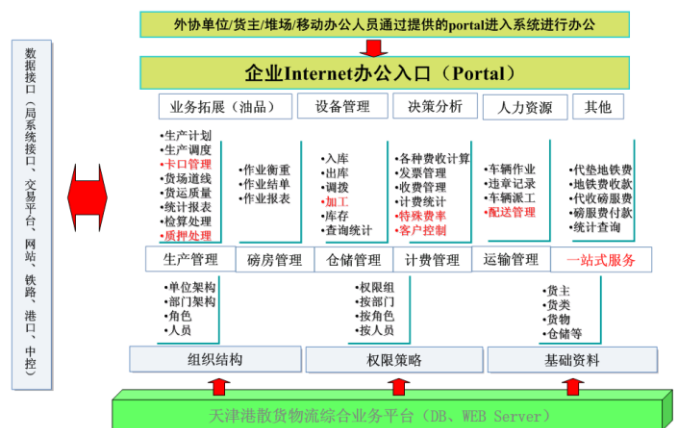 外协单位/货主/堆场/移动办公人员通过提供的portal进入系统进行办公
企业Internet办公入口（Portal）
数据接口（局系统接口、交易平台、网站、铁路、港口、中控）
业务拓展（油品）
设备管理
决策分析
人力资源
其他
•生产计划
•生产调度
•卡口管理
•货场道线
•货运质量
•统计报表
•检算处理
•质押处理
•作业衡重
•作业结单
•作业报表
•入库
•出库
•调拨
•加工
•库存
•查询统计
•各种费收计算
•发票管理
•收费管理
•计费统计
•特殊费率
•客户控制
•车辆作业
•违章记录
•车辆派工
•配送管理
•代垫地铁费
•地铁费收款
•代收磅服费
•磅服费付款
•统计查询
生产管理
磅房管理
仓储管理
计费管理
运输管理
一站式服务
•单位架构
•部门架构
•角色
•人员
•权限组
•按部门
•按角色
•按人员
•货主
•货类
•货物
•仓储等
组织结构
权限策略
基础资料
天津港散货物流综合业务平台（DB、WEB Server）